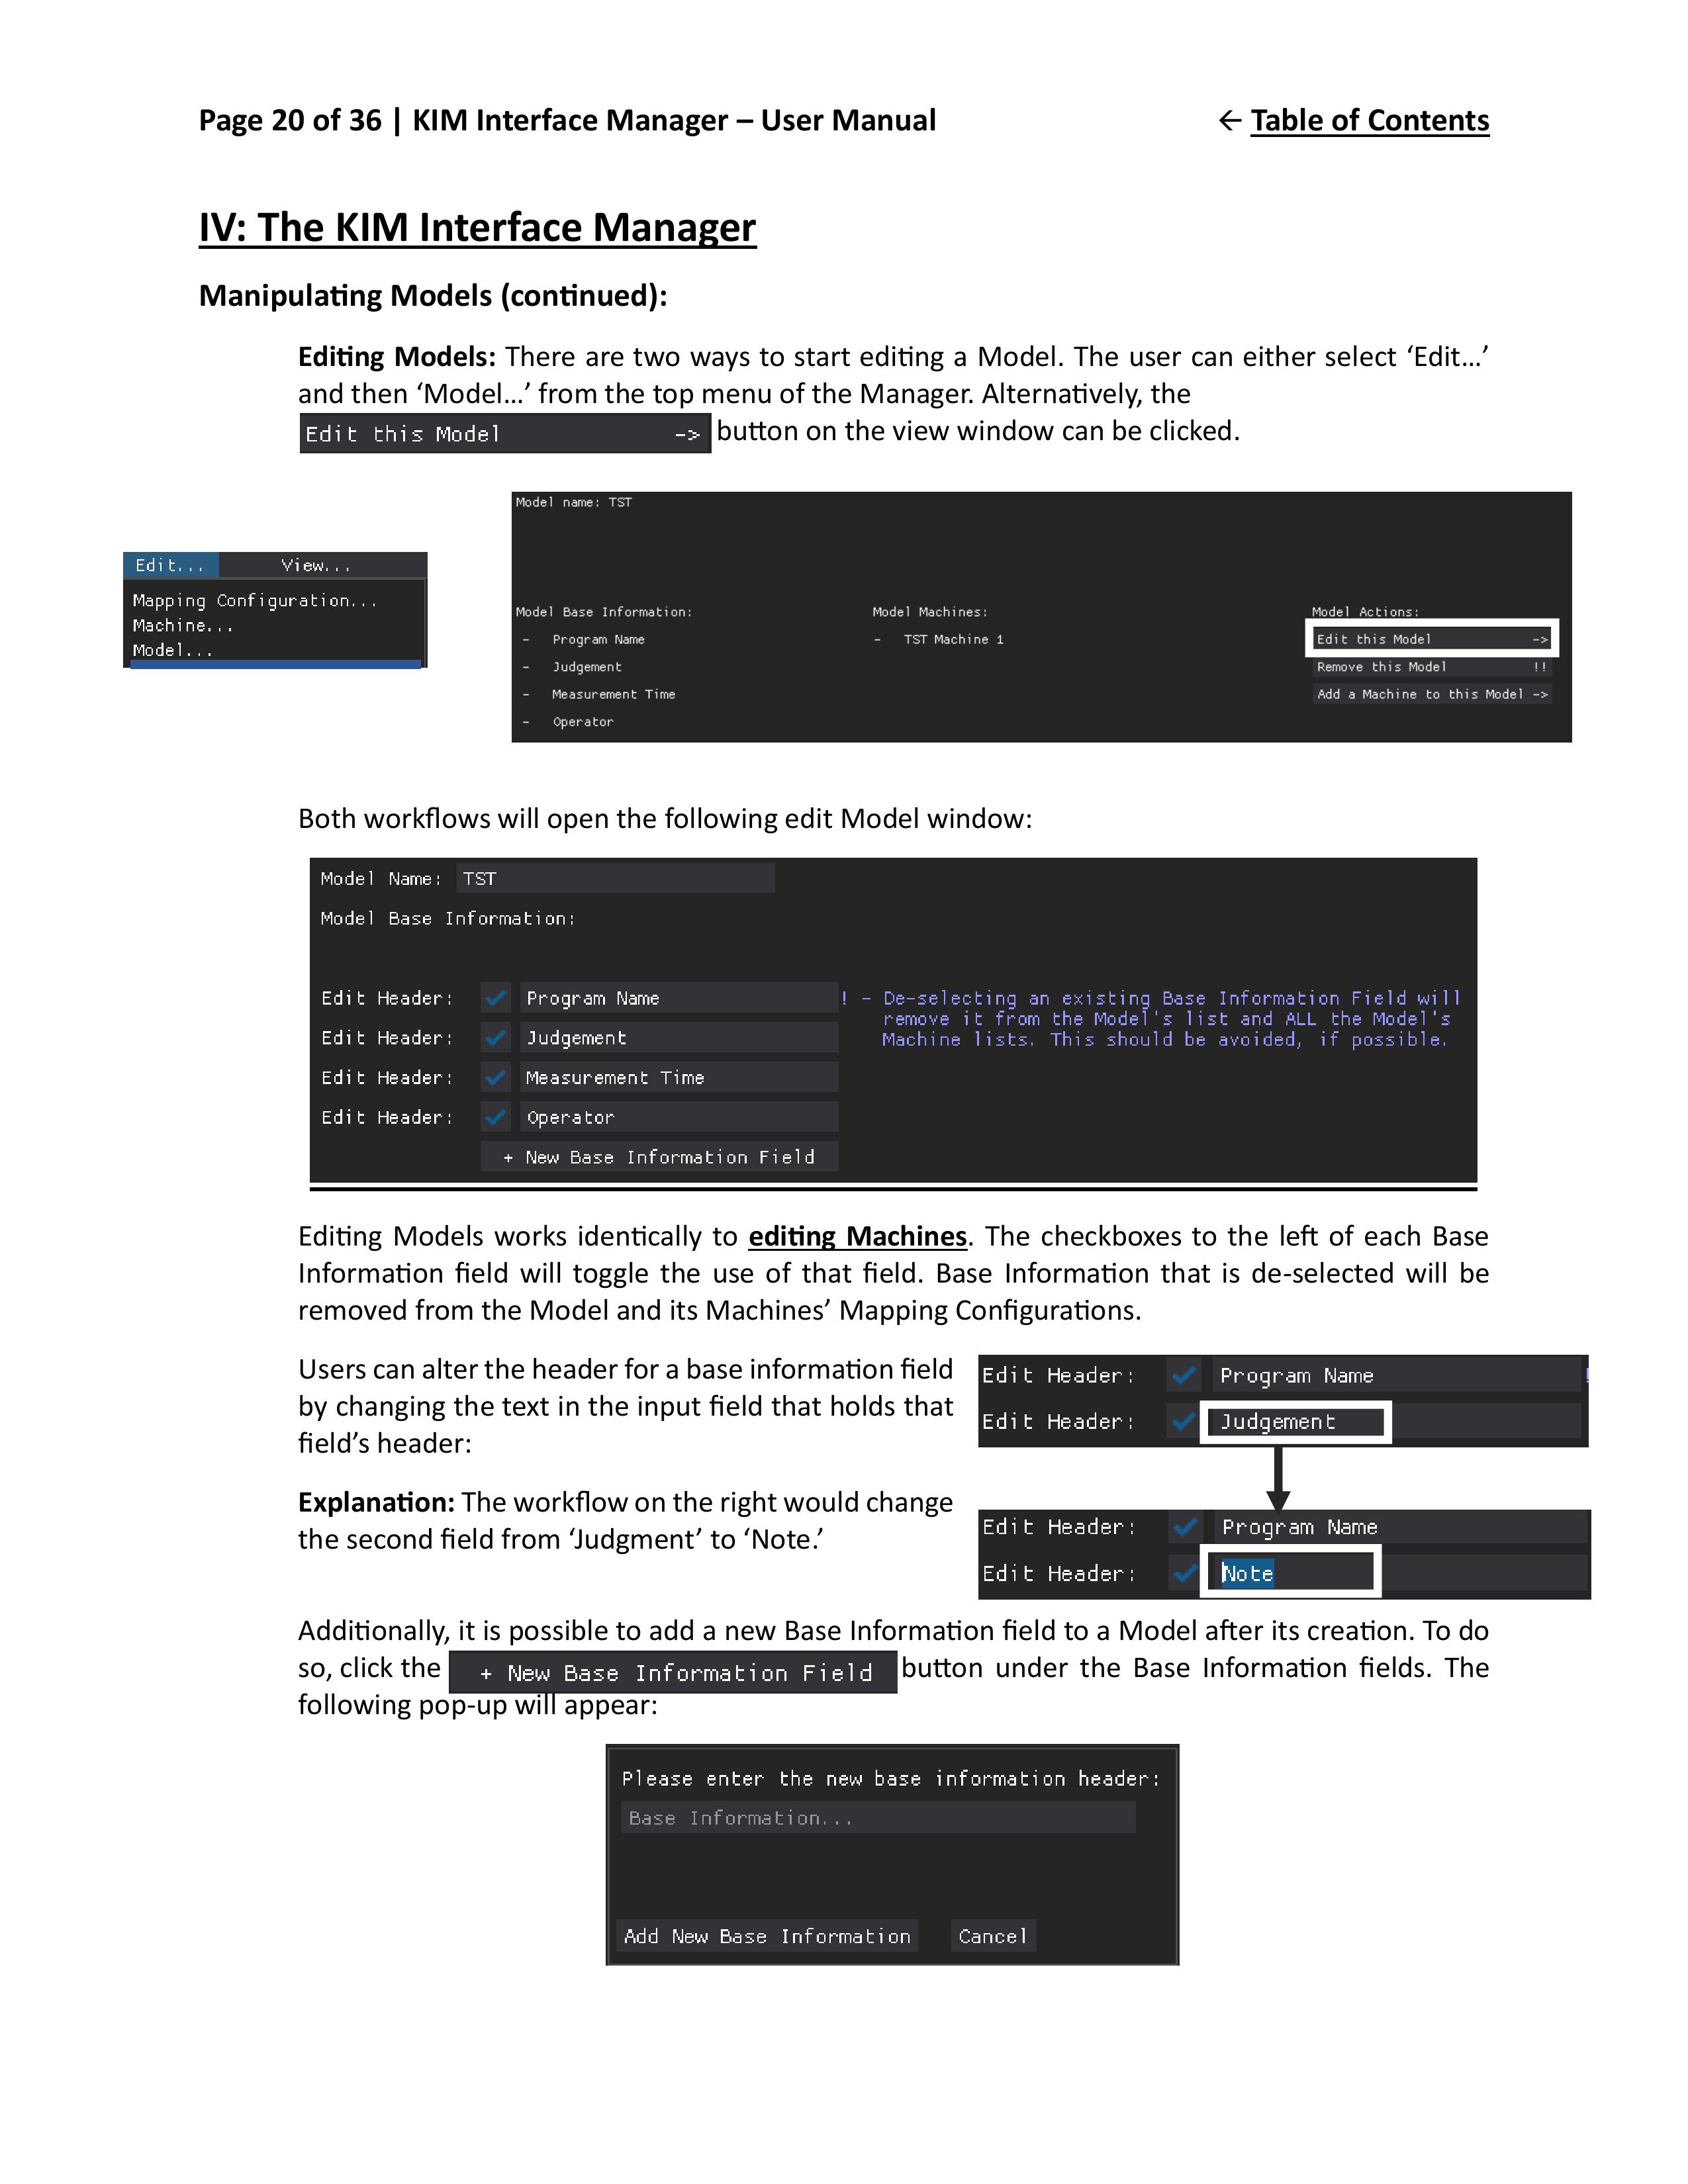 Page 20 of 36 | KIM Interface Manager – User Manual
← Table of Contents
IV: The KIM Interface Manager
Manipulating Models (continued):
Editing Models: There are two ways to start editing a Model. The user can either select ‘Edit…’
and then ‘Model…’ from the top menu of the Manager. Alternatively, the
Edit this Model -> button on the view window can be clicked.
Edit... View...
Mapping Configuration...
Machine...
Model...
Model name: TST
Model Base Information: Model Machines: Model Actions:
- Program Name - TST Machine 1 Edit this Model ->
- Judgement Remove this Model !!
- Measurement Time Add a Machine to this Model ->
- Operator
Both workflows will open the following edit Model window:
Model Name: TST
Model Base Information:
Edit Header: Program Name ! - De-selecting an existing Base Information Field will
remove it from the Model's list and ALL the Model's
Edit Header: Judgement Machine lists. This should be avoided, if possible.
Edit Header: Measurement Time
Edit Header: Operator
+ New Base Information Field
Editing Models works identically to editing Machines. The checkboxes to the left of each Base
Information field will toggle the use of that field. Base Information that is de-selected will be
removed from the Model and its Machines’ Mapping Configurations.
Users can alter the header for a base information field
by changing the text in the input field that holds that
field’s header:
Explanation: The workflow on the right would change
the second field from ‘Judgment’ to ‘Note.’
Edit Header: Program Name !
Edit Header: Judgement
Edit Header: Program Name
Edit Header: Note
Additionally, it is possible to add a new Base Information field to a Model after its creation. To do
so, click the + New Base Information Field button under the Base Information fields. The
following pop-up will appear:
Please enter the new base information header:
Base Information...
Add New Base Information Cancel